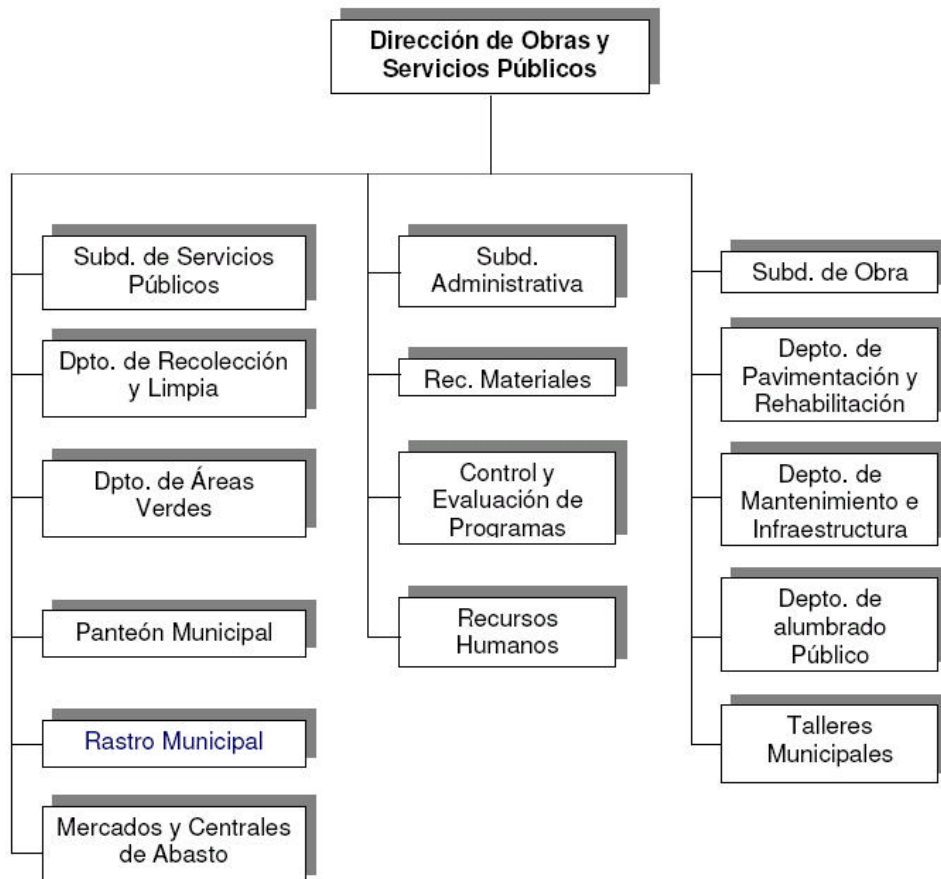 Dirección de Obras y
Servicios Públicos
Subd. de Servicios
Públicos
Dpto. de Recolección
y Limpia
Dpto. de Áreas
Verdes
Panteón Municipal
Rastro Municipal
Mercados y Centrales
de Abasto
Subd.
Administrativa
Rec. Materiales
Control y
Evaluación de
Programas
Recursos
Humanos
Subd. de Obra
Depto. de
Pavimentación y
Rehabilitación
Depto. de
Mantenimiento e
Infraestructura
Depto. de
alumbrado
Público
Talleres
Municipales